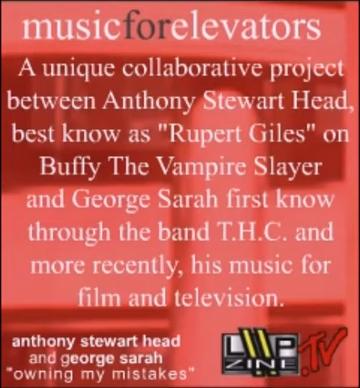 musicforelevators
A unique collaborative project
between Anthony Stewart Head,
best know as "Rupert Giles" on
Buffy The Vampire Slayer
and George Sarah first know
through the band T.H.C. and
more recently, his music for
film and television.
anthony stewart head
and george sarah
"owning my mistakes"
ZINE
.TV